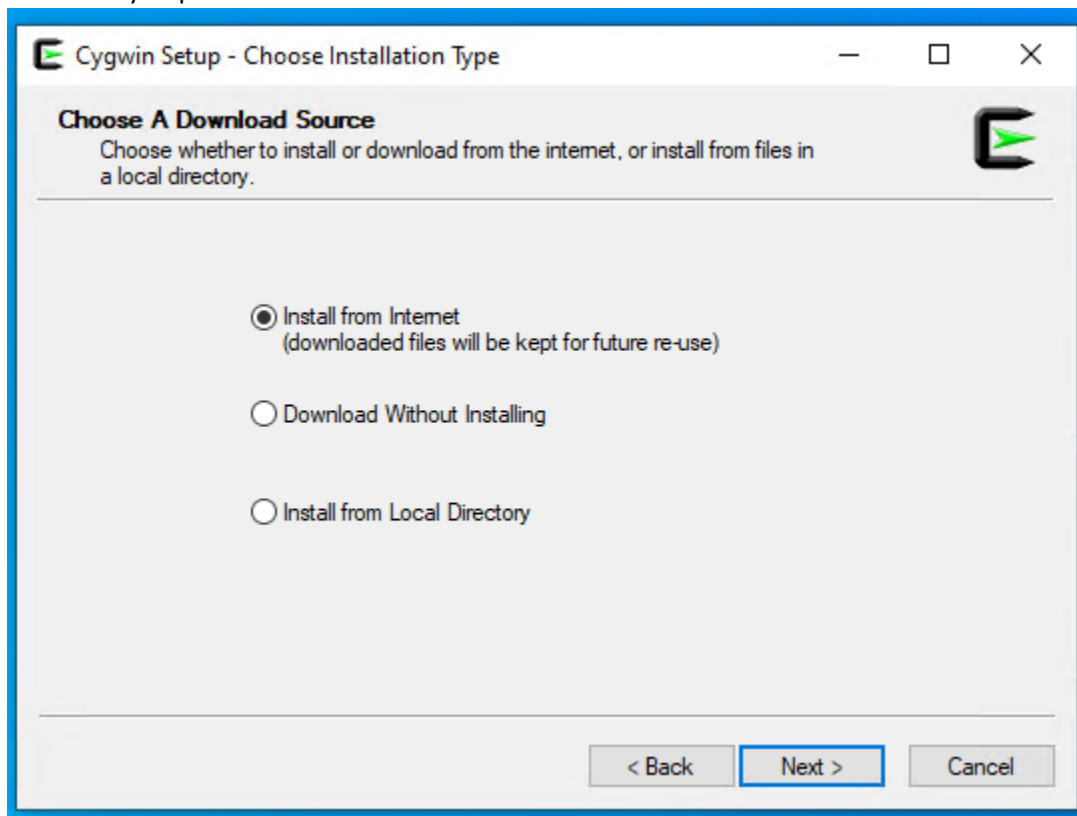 Cygwin Setup - Choose Installation Type
Choose A Download Source
Choose whether to install or download from the internet, or install from files in
a local directory.
Install from Internet
(downloaded files will be kept for future re-use)
Download Without Installing
Install from Local Directory
< Back
Next >
Cancel